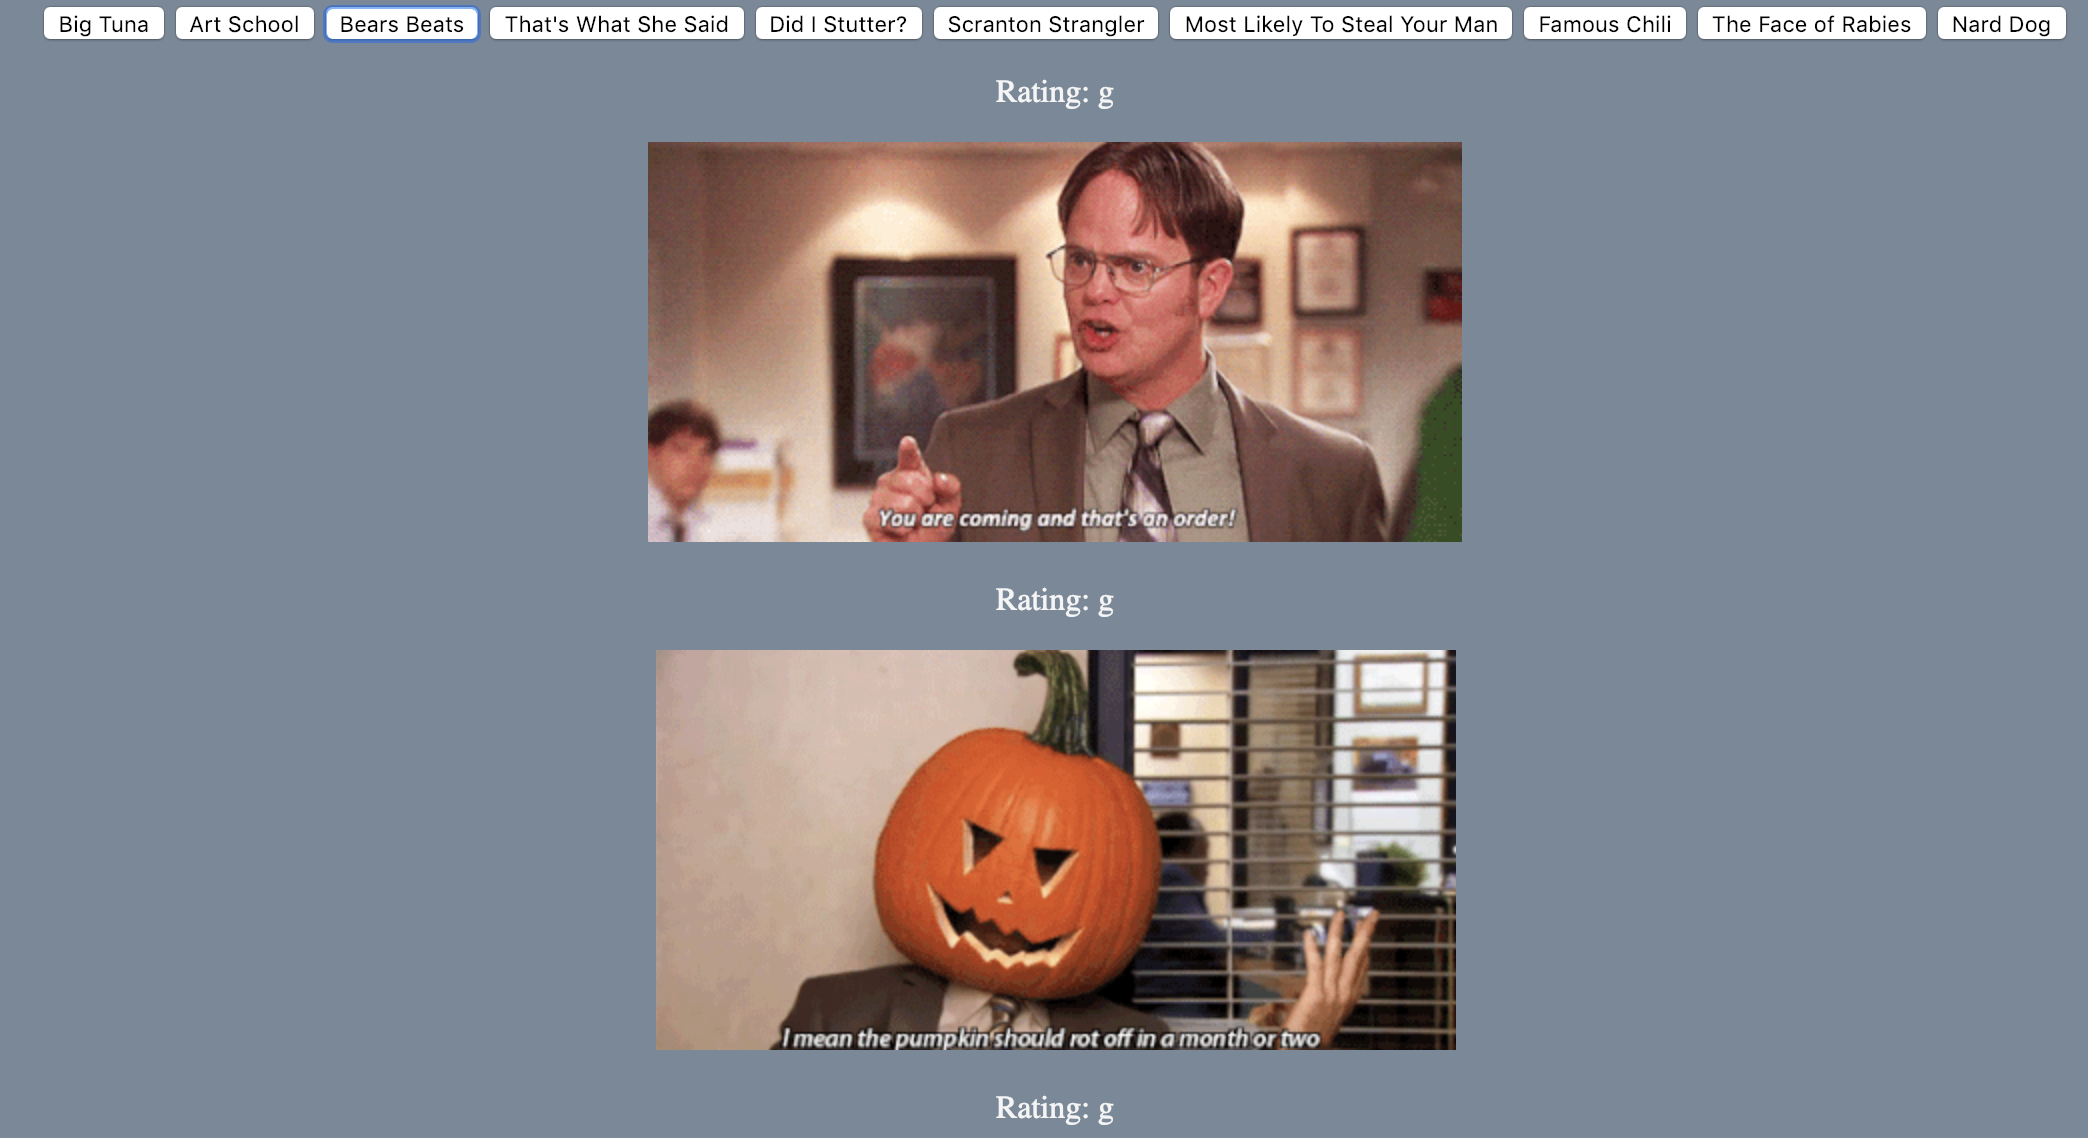 Big Tuna Art School Bears Beats That's What She Said Did I Stutter? Scranton Strangler Most Likely To Steal Your Man Famous Chili The Face of Rabies Nard Dog
Rating: g
You are coming and that's an order!
Rating: g
I mean the pumpkin should rot off in a month or two
Rating: g